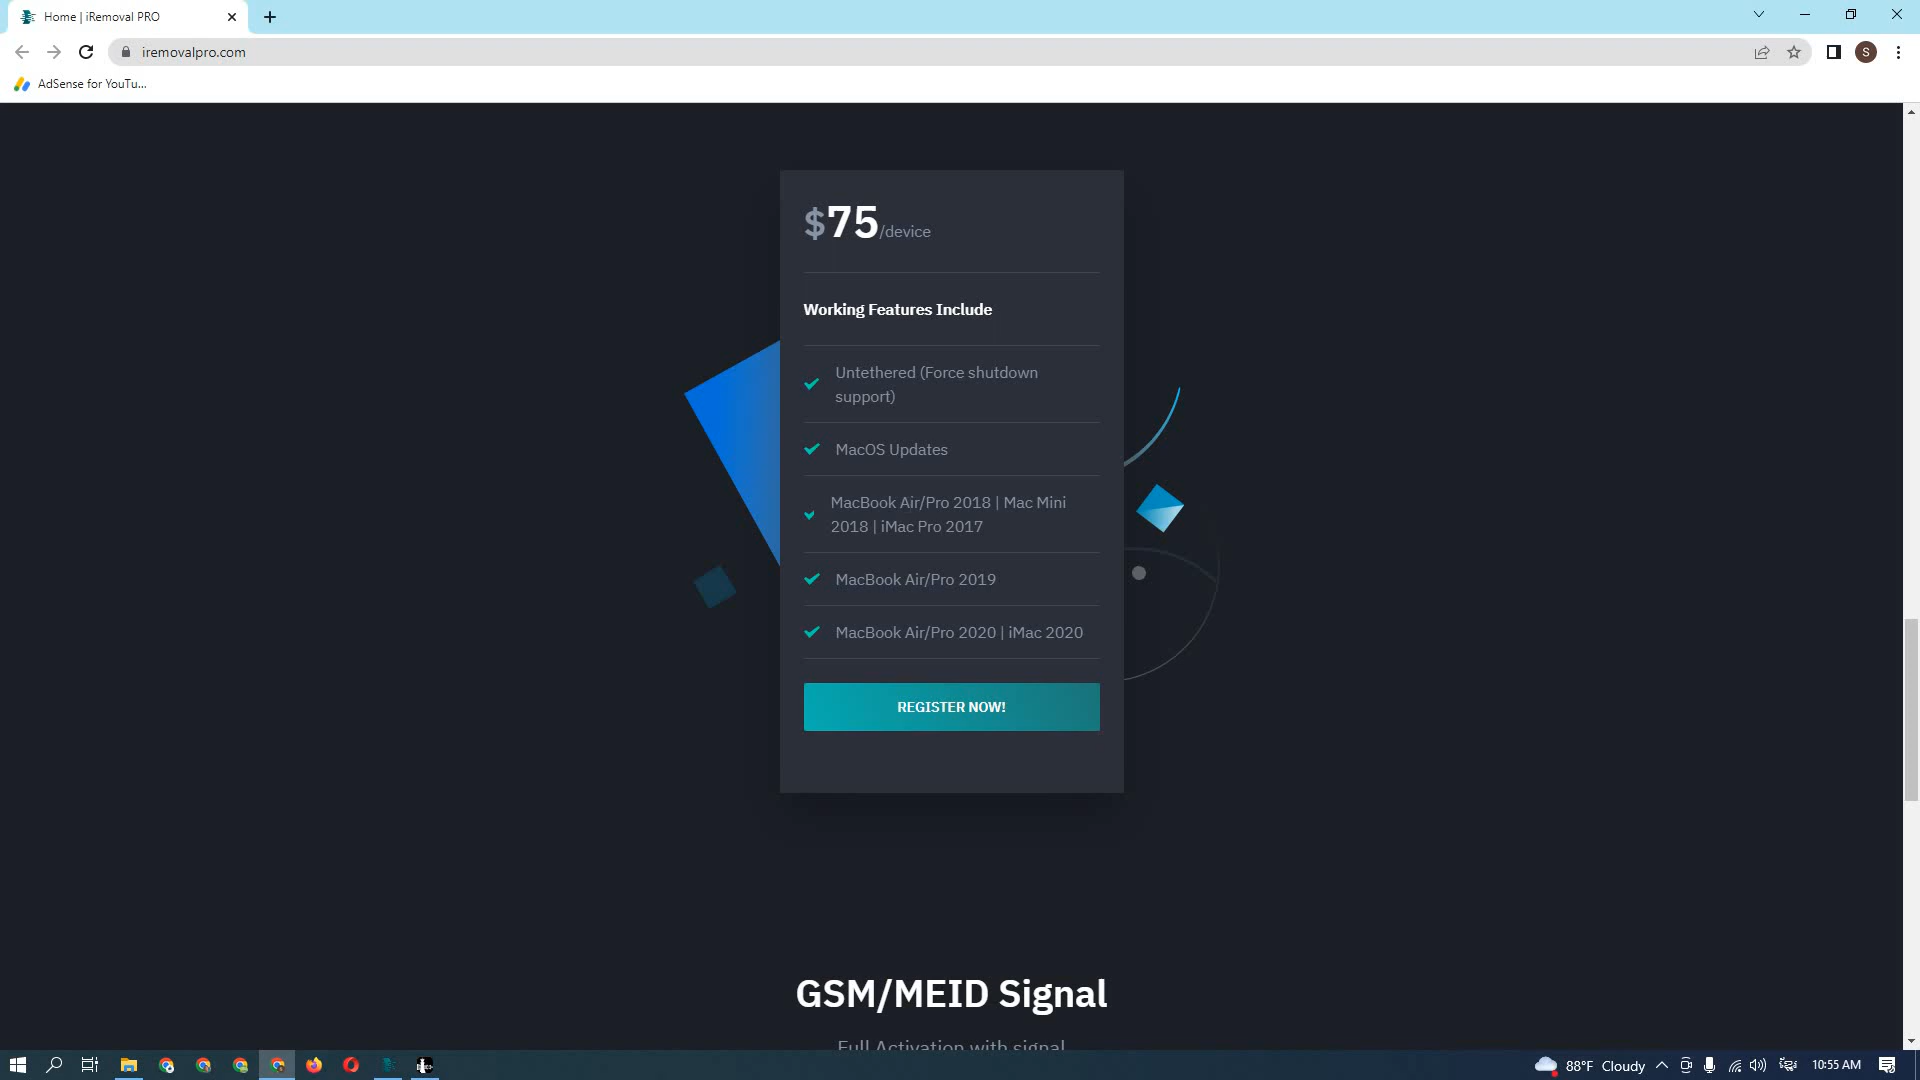 Home | iRemoval PRO
iremovalpro.com
S
AdSense for YouTu...
$75/device
Working Features Include
Untethered (Force shutdown
support)
MacOS Updates
MacBook Air/Pro 2018 | Mac Mini
2018 | iMac Pro 2017
MacBook Air/Pro 2019
MacBook Air/Pro 2020 | iMac 2020
REGISTER NOW!
GSM/MEID Signal
Full Activation with signal
88°F Cloudy
10:55 AM